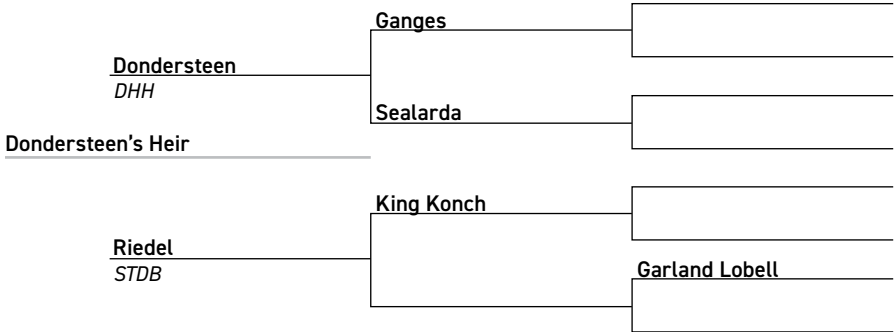 Ganges
Dondersteen
DHH
Sealarda
Dondersteen's Heir
King Konch
Riedel
STDB
Garland Lobell